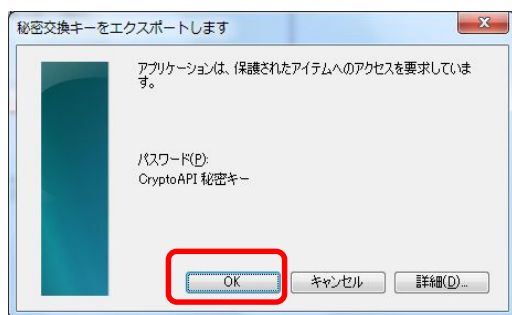 秘密交換キーをエクスポートします
アプリケーションは、保護されたアイテムへのアクセスを要求していま
す。
パスワード(P):
CryptoAPI 秘密キー
OK キャンセル 詳細(D)...